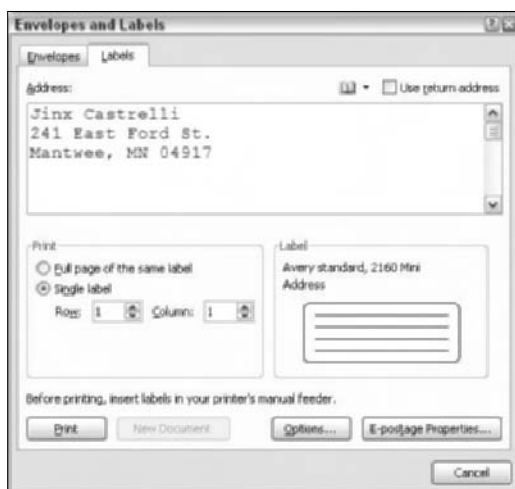 Envelopes and Labels
Envelopes Labels
Address: Use return address
Jinx Castrelli
241 East Ford St.
Mantwee, MN 04917
Print
Full page of the same label
Single label
Row: 1 Column: 1
Label
Avery standard, 2160 Mini
Address
Before printing, insert labels in your printer's manual feeder.
Print New Document Options... E-postage Properties...
Cancel